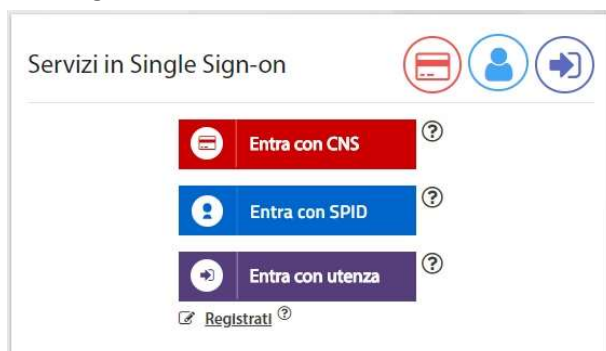 Servizi in Single Sign-on
Entra con CNS
?
Entra con SPID
?
Entra con utenza
?
Registrati ?